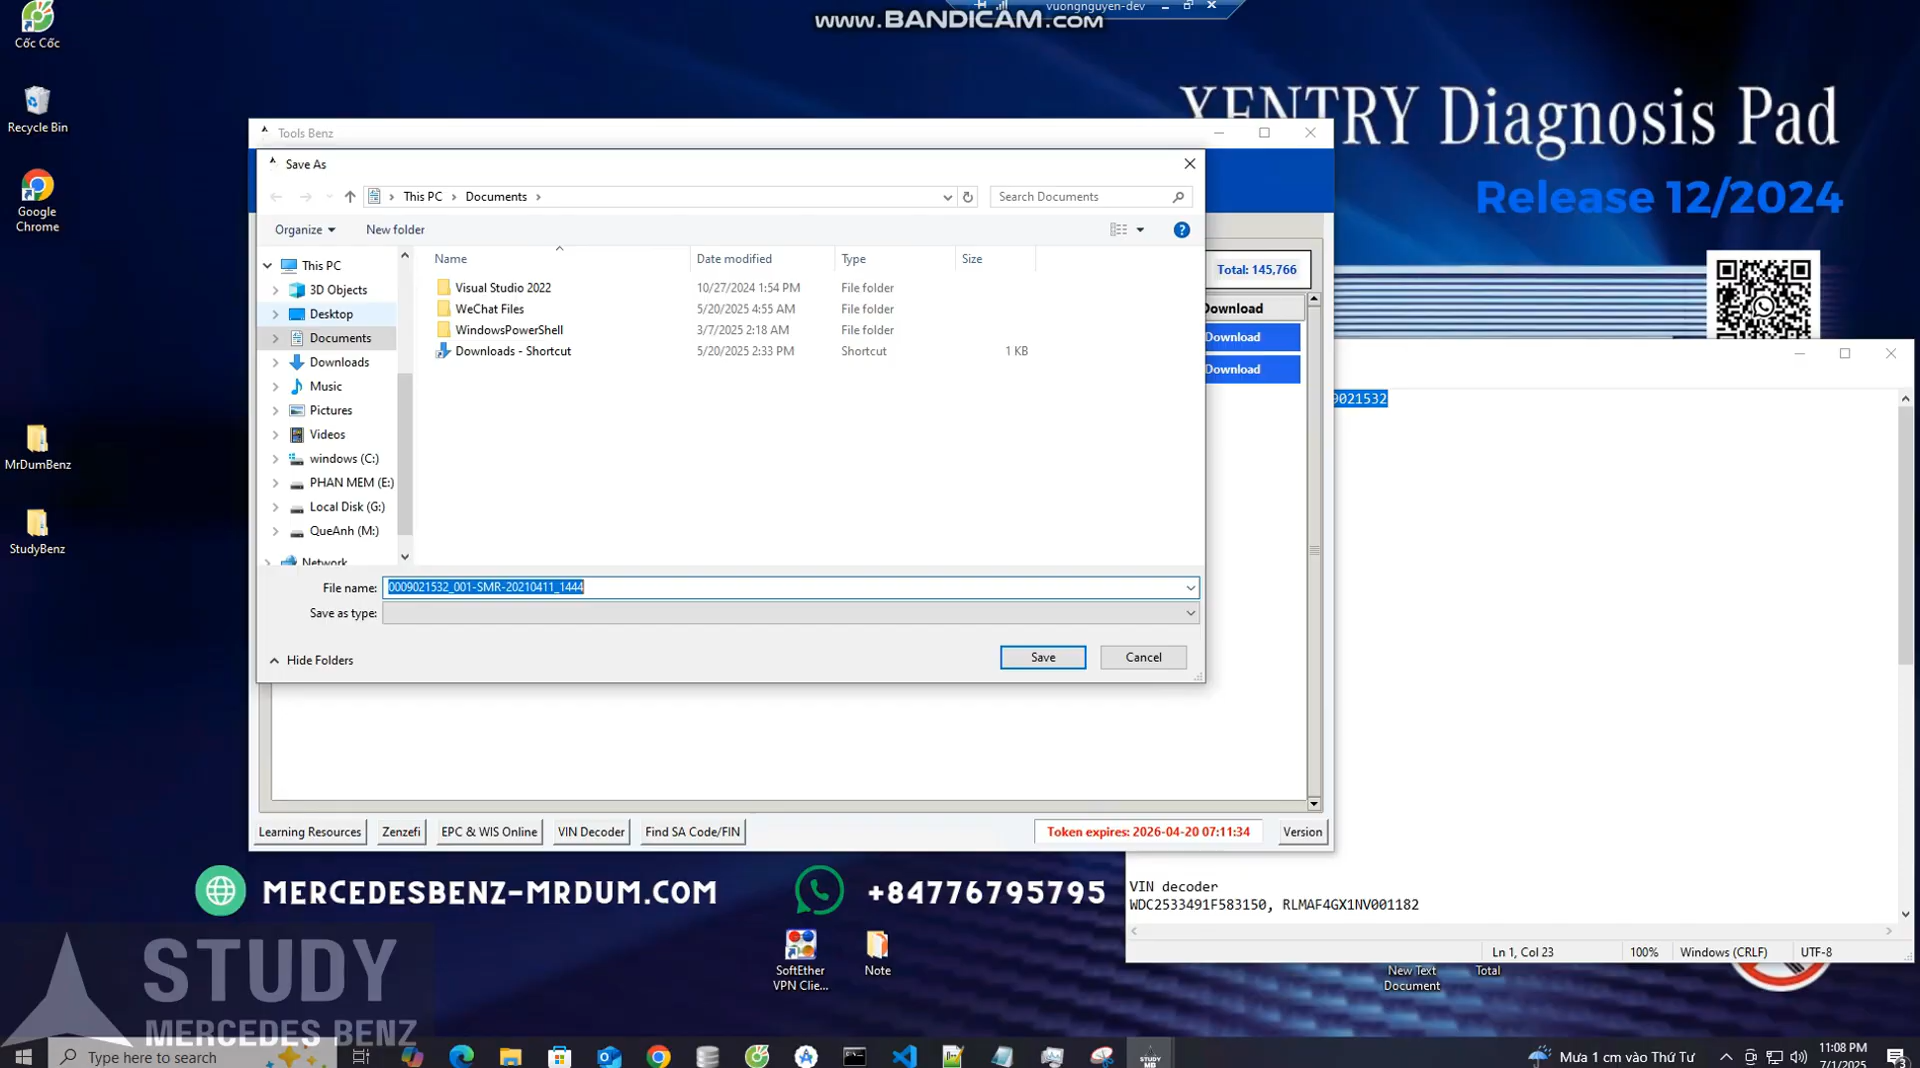 vuongnguyen-dev
www.BANDICAM.com
Cốc Cốc
Recycle Bin
Google
Chrome
MrDumBenz
StudyBenz
XENTRY Diagnosis Pad
Release 12/2024
Tools Benz
Save As
This PC
Documents
Search Documents
Organize
New folder
Name
Date modified
Type
Size
This PC
3D Objects
Desktop
Documents
Downloads
Music
Pictures
Videos
windows (C:)
PHAN MEM (E:)
Local Disk (G:)
QueAnh (M:)
Network
Visual Studio 2022 10/27/2024 1:54 PM File folder
WeChat Files 5/20/2025 4:55 AM File folder
WindowsPowerShell 3/7/2025 2:18 AM File folder
Downloads - Shortcut 5/20/2025 2:33 PM Shortcut 1 KB
File name: 0009021532_001-SMR-20210411_1444
Save as type:
Hide Folders
Save
Cancel
Total: 145,766
Download
Download
Download
9021532
Learning Resources
Zenzefi
EPC & WIS Online
VIN Decoder
Find SA Code/FIN
Token expires: 2026-04-20 07:11:34
Version
VIN decoder
WDC2533491F583150, RLMAF4GX1NV001182
Ln 1, Col 23
100%
Windows (CRLF)
UTF-8
MERCEDESBENZ-MRDUM.COM
+84776795795
SoftEther
VPN Clie...
Note
New Text
Document
Total
STUDY
MERCEDES BENZ
Type here to search
STUDY
MB
Mưa 1 cm vào Thứ Tư
11:08 PM
7/1/2025
3